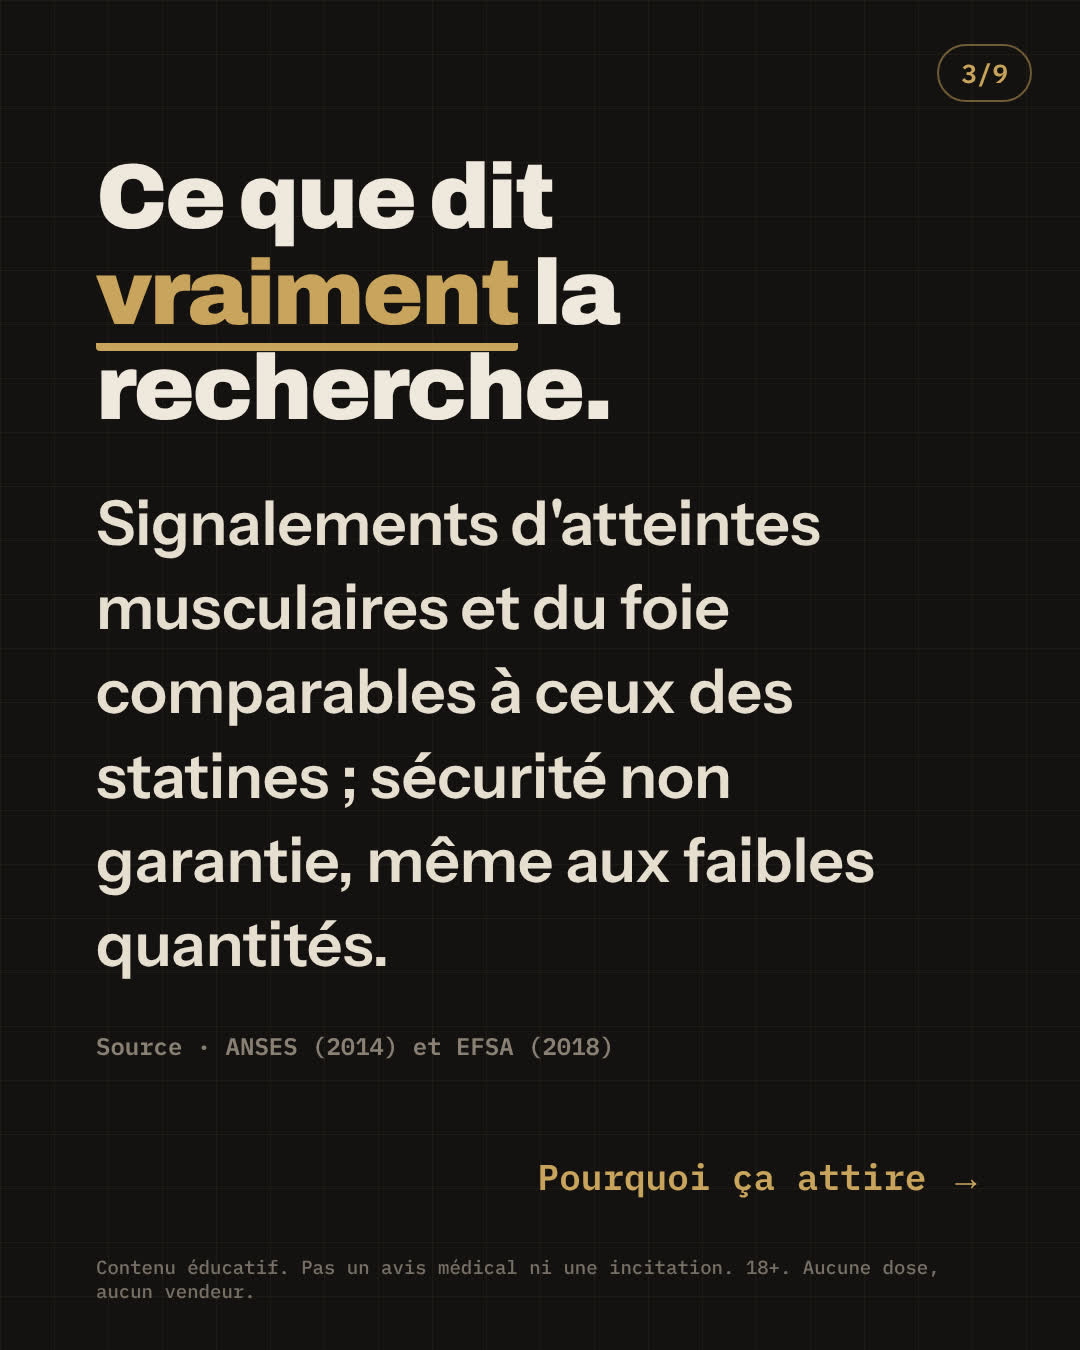 3/9
Ce que dit
vraiment la
recherche.
Signalements d'atteintes
musculaires et du foie
comparables à ceux des
statines ; sécurité non
garantie, même aux faibles
quantités.
Source · ANSES (2014) et EFSA (2018)
Pourquoi ça attire →
Contenu éducatif. Pas un avis médical ni une incitation. 18+. Aucune dose,
aucun vendeur.